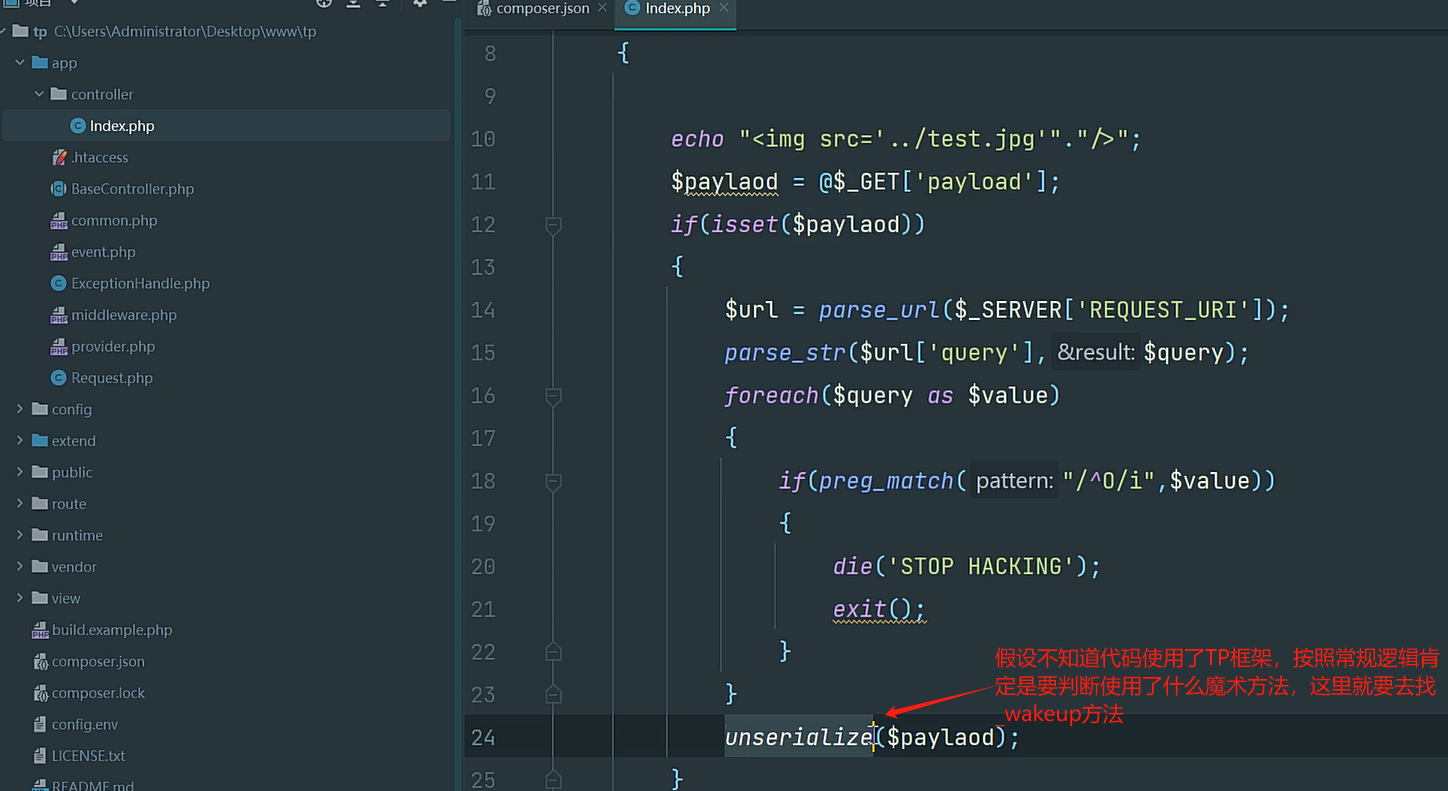 项目
composer.json
Index.php
tp C:\Users\Administrator\Desktop\www\tp
app
controller
Index.php
.htaccess
BaseController.php
common.php
event.php
ExceptionHandle.php
middleware.php
provider.php
Request.php
config
extend
public
route
runtime
vendor
view
build.example.php
composer.json
composer.lock
config.env
LICENSE.txt
README.md
8 {
9
10 echo "<img src='../test.jpg'"."/>";
11 $paylaod = @$_GET['payload'];
12 if(isset($paylaod))
13 {
14 $url = parse_url($_SERVER['REQUEST_URI']);
15 parse_str($url['query'], &result: $query);
16 foreach($query as $value)
17 {
18 if(preg_match( pattern: "/^O/i",$value))
19 {
20 die('STOP HACKING');
21 exit();
22 }
23 }
24 unserialize($paylaod);
25 }
假设不知道代码使用了TP框架，按照常规逻辑肯
定是要判断使用了什么魔术方法，这里就要去找
_wakeup方法